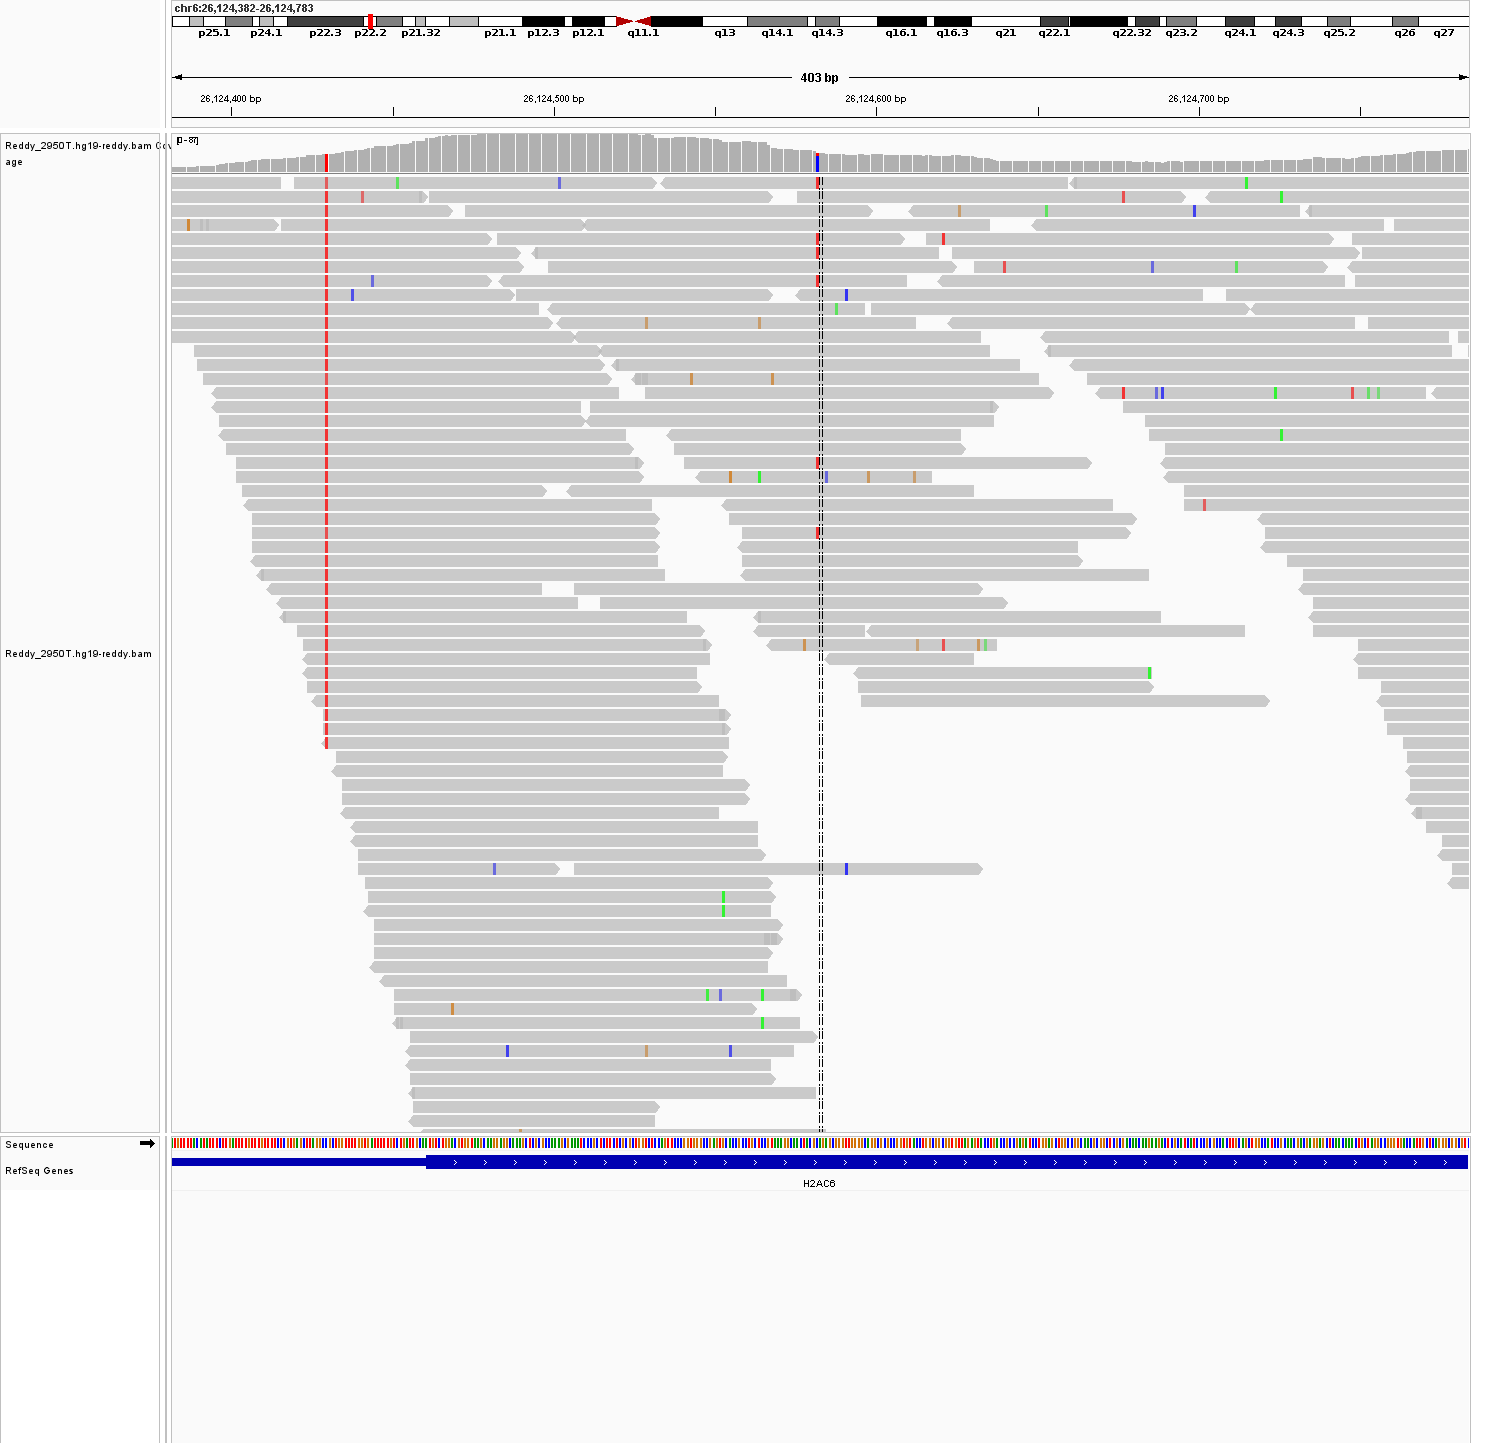 chr6:26,124,382-26,124,783
p25.1 p24.1 p22.3 p22.2 p21.32 p21.1 p12.3 p12.1 q11.1 q13 q14.1 q14.3 q16.1 q16.3 q21 q22.1 q22.32 q23.2 q24.1 q24.3 q25.2 q26 q27
403 bp
26,124,400 bp 26,124,500 bp 26,124,600 bp 26,124,700 bp
[0 - 87]
Reddy_2950T.hg19-reddy.bam Cov
age
Reddy_2950T.hg19-reddy.bam
Sequence
RefSeq Genes
H2AC6